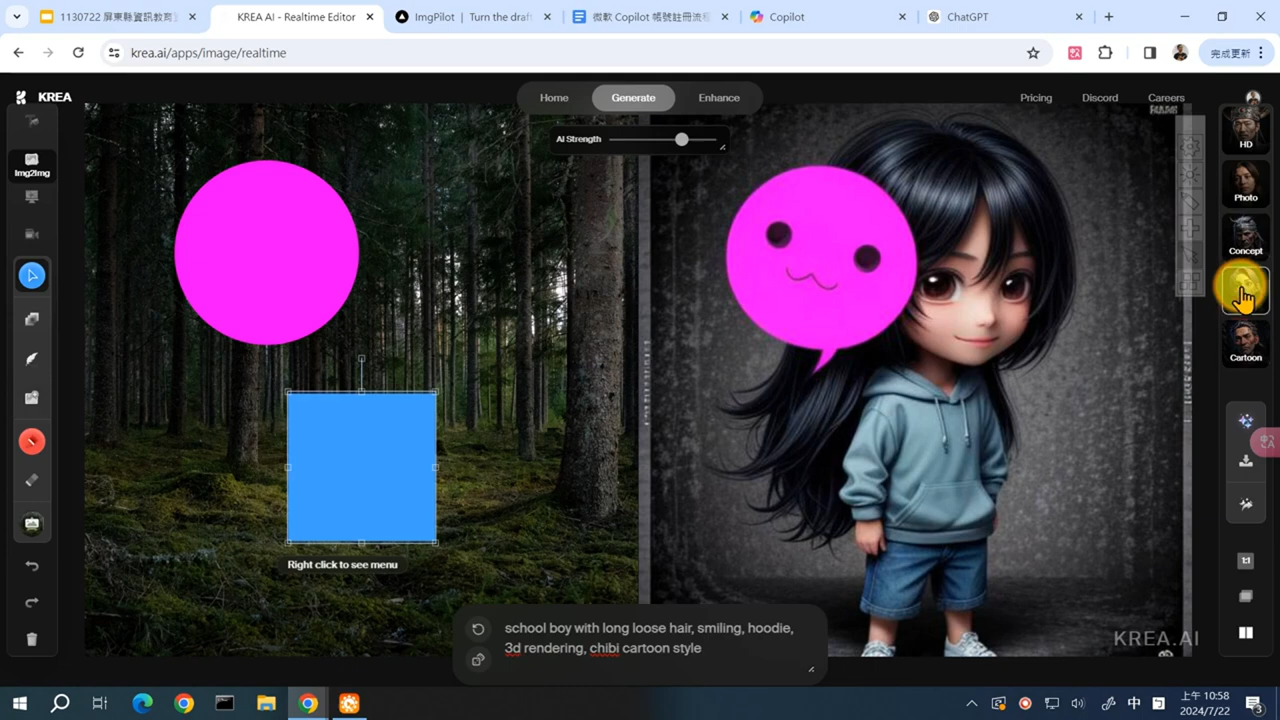 1130722 屏東縣資訊教育
KREA AI - Realtime Editor
ImgPilot | Turn the draft
微軟 Copilot 帳號註冊流程
Copilot
ChatGPT
krea.ai/apps/image/realtime
完成更新
KREA
Home
Generate
Enhance
Pricing
Discord
Careers
AI Strength
Img2Img
HD
Photo
Concept
Cartoon
1:1
Right click to see menu
school boy with long loose hair, smiling, hoodie,
3d rendering, chibi cartoon style
KREA.AI
中
上午 10:58
2024/7/22
3